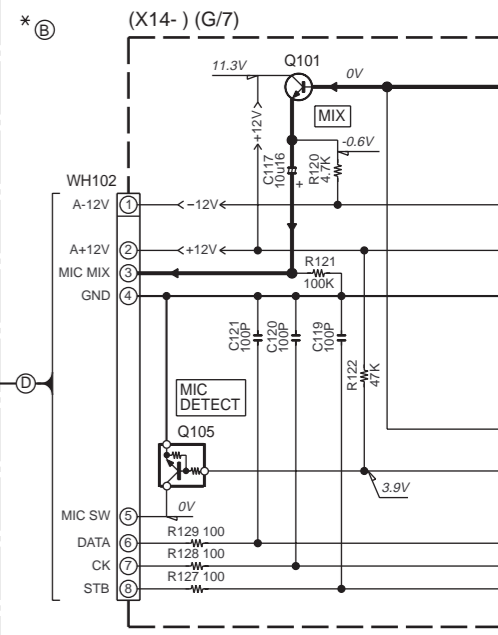 * B
(X14- ) (G/7)
Q101
11.3V
0V
MIX
+12V
-0.6V
C117
10u16
+
R120
4.7K
WH102
A-12V 1 −12V
A+12V 2 +12V
MIC MIX 3
R121
100K
GND 4
C121
100P
C120
100P
C119
100P
R122
47K
D
MIC
DETECT
Q105
3.9V
0V
MIC SW 5
DATA 6 R129 100
CK 7 R128 100
STB 8 R127 100